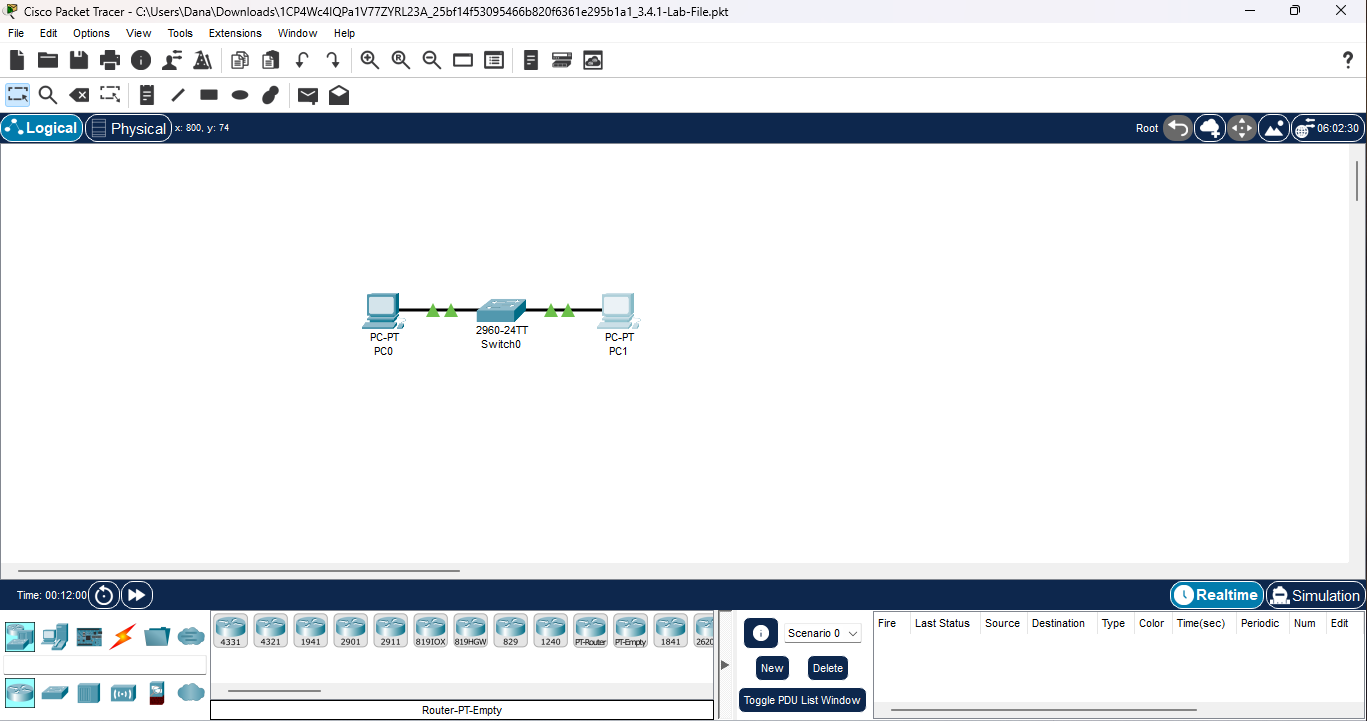 Cisco Packet Tracer - C:\Users\Dana\Downloads\1CP4Wc4IQPa1V77ZYRL23A_25bf14f53095466b820f6361e295b1a1_3.4.1-Lab-File.pkt
File Edit Options View Tools Extensions Window Help
Logical Physical x: 800, y: 74 Root 06:02:30
PC-PT
PC0
2960-24TT
Switch0
PC-PT
PC1
Time: 00:12:00 Realtime Simulation
4331 4321 1941 2901 2911 819IOX 819HGW 829 1240 PT-Router PT-Empty 1841 2620
Router-PT-Empty
Scenario 0
New Delete
Toggle PDU List Window
Fire Last Status Source Destination Type Color Time(sec) Periodic Num Edit